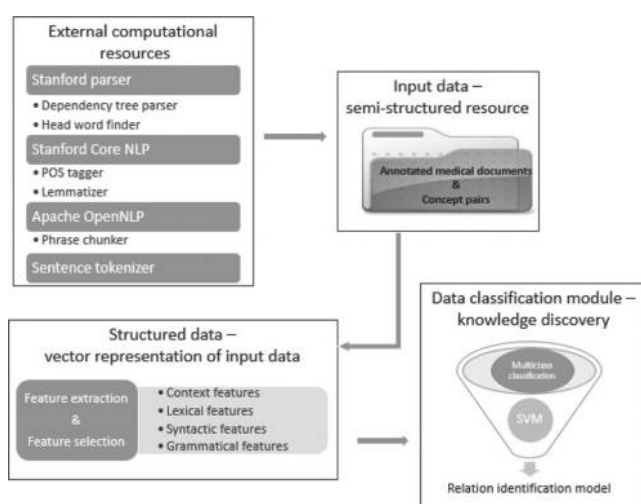 External computational
resources
Stanford parser
• Dependency tree parser
• Head word finder
Stanford Core NLP
• POS tagger
• Lemmatizer
Apache OpenNLP
• Phrase chunker
Sentence tokenizer
Input data –
semi-structured resource
Annotated medical documents
&
Concept pairs
Structured data –
vector representation of input data
Feature extraction
&
Feature selection
• Context features
• Lexical features
• Syntactic features
• Grammatical features
Data classification module –
knowledge discovery
Multiclass
classification
SVM
Relation identification model